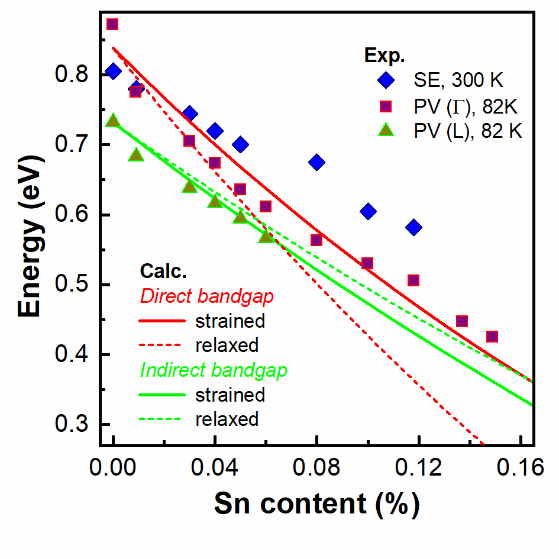 Exp.
SE, 300 K
PV (Γ), 82K
PV (L), 82 K
Energy (eV)
0.8
0.7
0.6
0.5
0.4
0.3
Calc.
Direct bandgap
strained
relaxed
Indirect bandgap
strained
relaxed
0.00 0.04 0.08 0.12 0.16
Sn content (%)